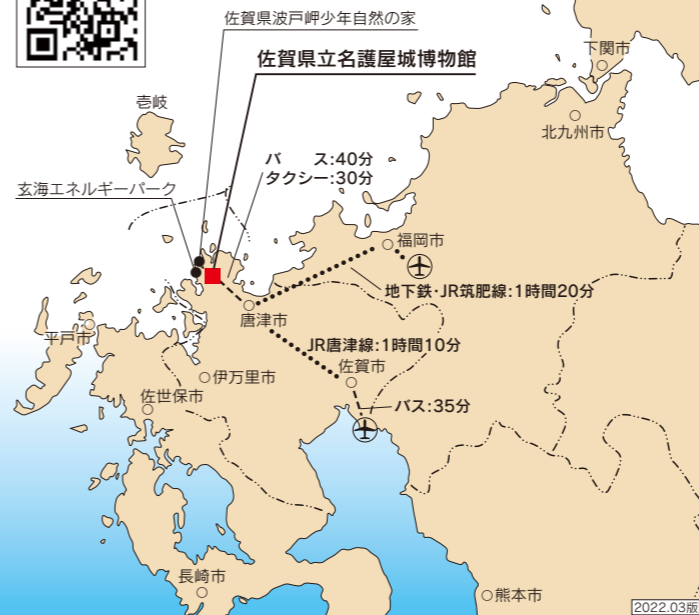 佐賀県波戸岬少年自然の家
佐賀県立名護屋城博物館
下関市
壱岐
北九州市
バス:40分
タクシー:30分
玄海エネルギーパーク
福岡市
地下鉄・JR筑肥線:1時間20分
唐津市
平戸市
JR唐津線:1時間10分
佐賀市
伊万里市
佐世保市
バス:35分
長崎市
熊本市
2022.03版